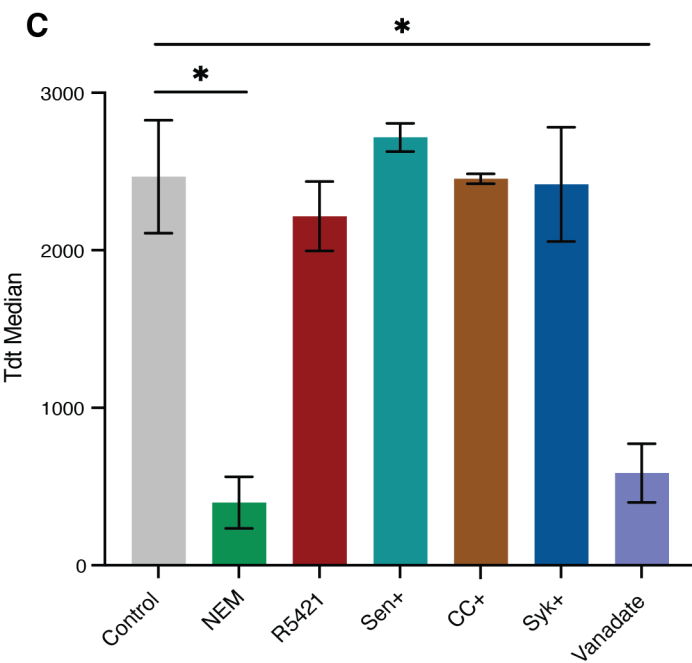 C
*
*
3000
2000
1000
0
Tdt Median
Control
NEM
R5421
Sen+
CC+
Syk+
Vanadate